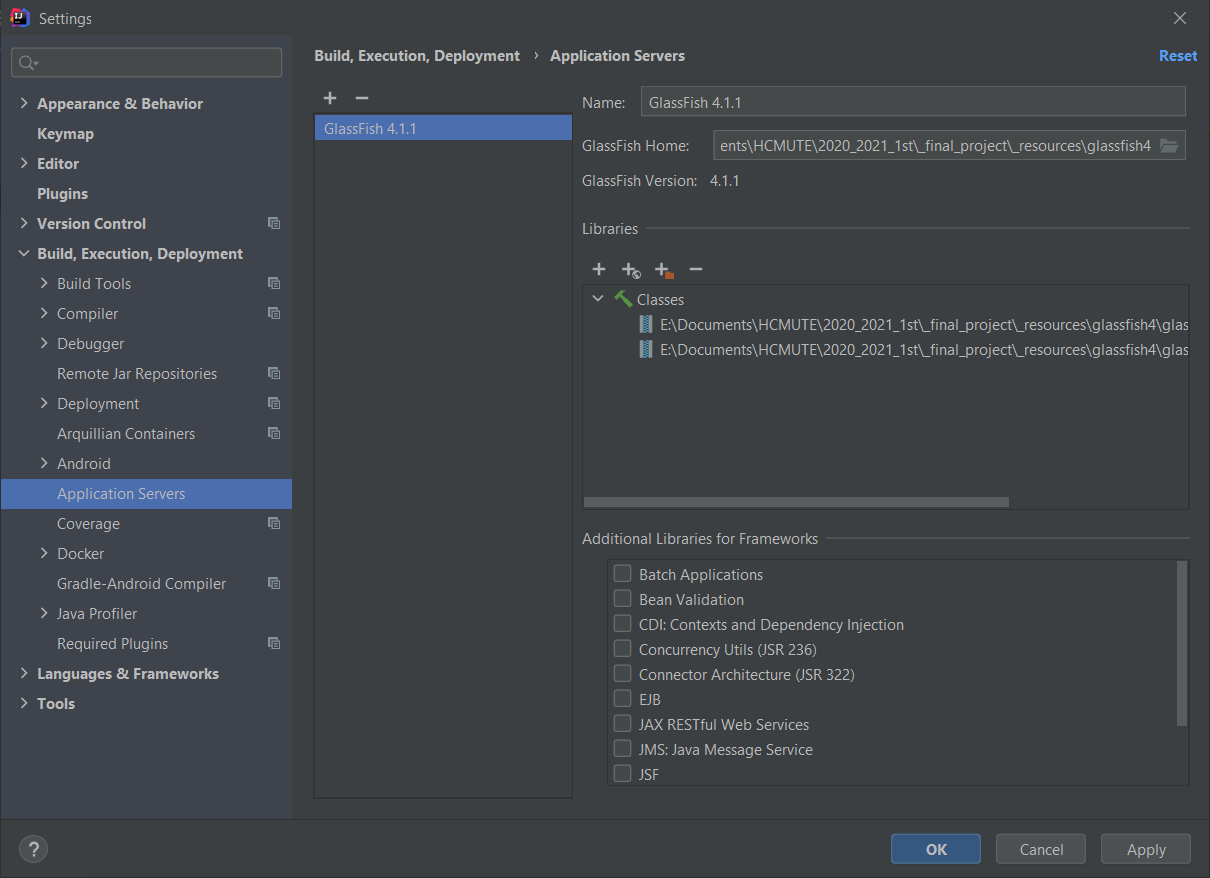 Settings
Appearance & Behavior
Keymap
Editor
Plugins
Version Control
Build, Execution, Deployment
Build Tools
Compiler
Debugger
Remote Jar Repositories
Deployment
Arquillian Containers
Android
Application Servers
Coverage
Docker
Gradle-Android Compiler
Java Profiler
Required Plugins
Languages & Frameworks
Tools
Build, Execution, Deployment › Application Servers
Reset
GlassFish 4.1.1
Name: GlassFish 4.1.1
GlassFish Home: ents\HCMUTE\2020_2021_1st\_final_project\_resources\glassfish4
GlassFish Version: 4.1.1
Libraries
Classes
E:\Documents\HCMUTE\2020_2021_1st\_final_project\_resources\glassfish4\glas
E:\Documents\HCMUTE\2020_2021_1st\_final_project\_resources\glassfish4\glas
Additional Libraries for Frameworks
Batch Applications
Bean Validation
CDI: Contexts and Dependency Injection
Concurrency Utils (JSR 236)
Connector Architecture (JSR 322)
EJB
JAX RESTful Web Services
JMS: Java Message Service
JSF
?
OK Cancel Apply